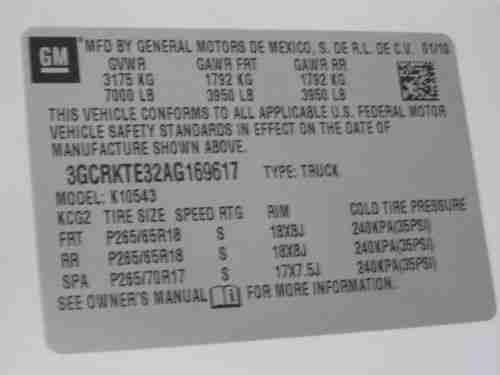 GM MFD BY GENERAL MOTORS DE MEXICO, S. DE R.L. DE C.V. 01/10
GVWR GAWR FRT GAWR RR
3175 KG 1792 KG 1792 KG
7000 LB 3950 LB 3950 LB
THIS VEHICLE CONFORMS TO ALL APPLICABLE U.S. FEDERAL MOTOR
VEHICLE SAFETY STANDARDS IN EFFECT ON THE DATE OF
MANUFACTURE SHOWN ABOVE.
3GCRKTE32AG169617 TYPE: TRUCK
MODEL: K10543
KCG2 TIRE SIZE SPEED RTG RIM COLD TIRE PRESSURE
FRT P265/65R18 S 18X8J 240KPA(35PSI)
RR P265/65R18 S 18X8J 240KPA(35PSI)
SPA P265/70R17 S 17X7.5J 240KPA(35PSI)
SEE OWNER'S MANUAL FOR MORE INFORMATION.